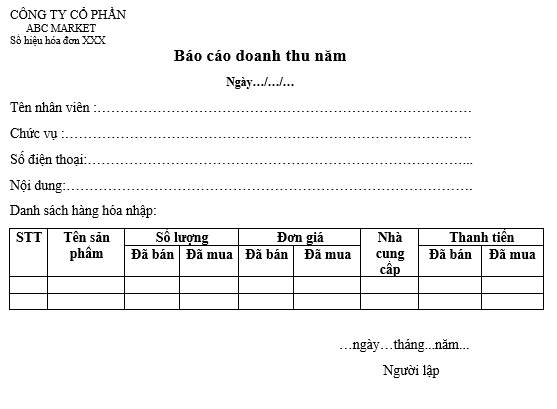 CÔNG TY CỔ PHẦN
ABC MARKET
Số hiệu hóa đơn XXX
Báo cáo doanh thu năm
Ngày…/…/…
Tên nhân viên :……………………………………………………………
Chức vụ :…………………………………………………………………
Số điện thoại:……………………………………………………………...
Nội dung:…………………………………………………………………
Danh sách hàng hóa nhập:
STT Tên sản phẩm Số lượng Đơn giá Nhà cung cấp Thanh tiền
Đã bán Đã mua Đã bán Đã mua Đã bán Đã mua
…ngày…tháng...năm...
Người lập